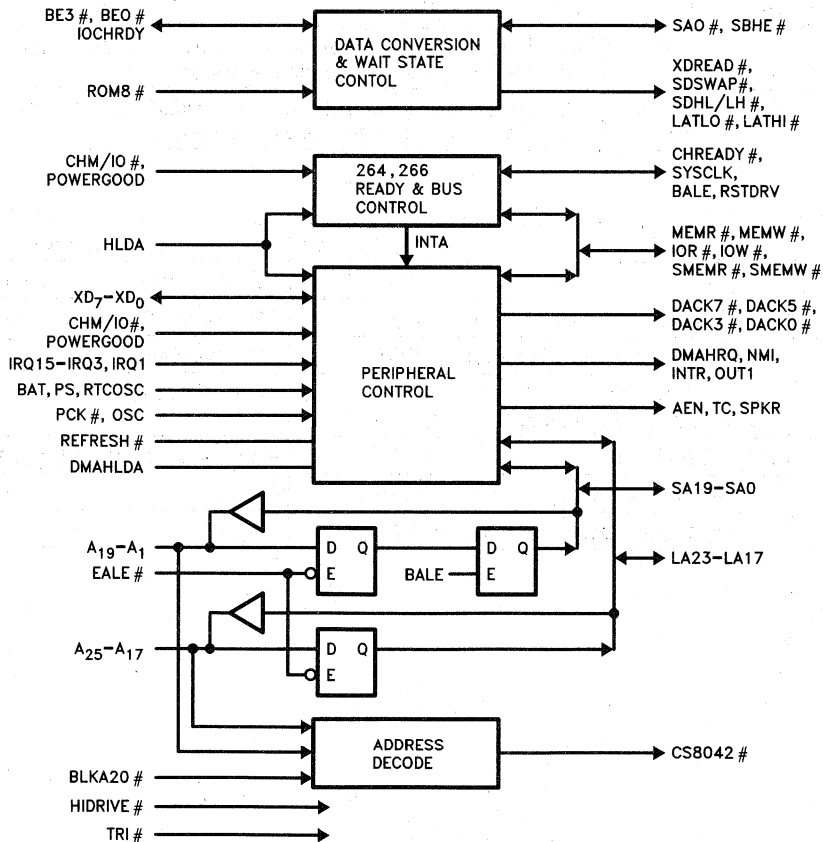 BE3 #, BE0 #
IOCHRDY
DATA CONVERSION
& WAIT STATE
CONTOL
SA0 #, SBHE #
ROM8 #
XDREAD #,
SDSWAP#,
SDHL/LH #,
LATLO #, LATHI #
CHM/IO #,
POWERGOOD
264, 266
READY & BUS
CONTROL
CHREADY #,
SYSCLK,
BALE, RSTDRV
HLDA
INTA
MEMR #, MEMW #,
IOR #, IOW #,
SMEMR #, SMEMW #
XD7-XD0
CHM/IO#,
POWERGOOD
IRQ15-IRQ3, IRQ1
BAT, PS, RTCOSC
PCK #, OSC
REFRESH #
DMAHLDA
PERIPHERAL
CONTROL
DACK7 #, DACK5 #,
DACK3 #, DACK0 #
DMAHRQ, NMI,
INTR, OUT1
AEN, TC, SPKR
SA19-SA0
A19-A1
D Q
D Q
EALE #
E
BALE
E
LA23-LA17
A25-A17
D Q
E
ADDRESS
DECODE
CS8042 #
BLKA20 #
HIDRIVE #
TRI #